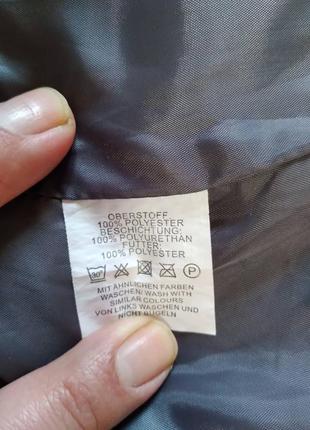 OBERSTOFF
100% POLYESTER
BESCHICHTUNG:
100% POLYURETHAN
FUTTER:
100% POLYESTER
30° P
MIT ÄHNLICHEN FARBEN
WASCHEN/ WASH WITH
SIMILAR COLOURS
VON LINKS WASCHEN UND
NICHT BÜGELN